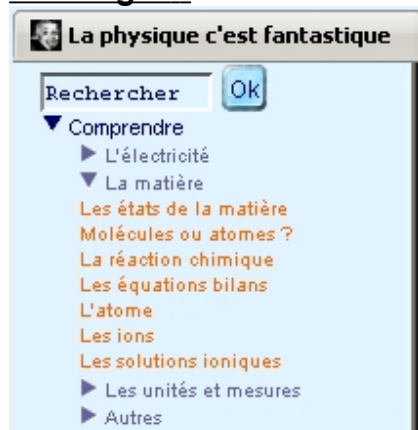 La physique c'est fantastique
Rechercher Ok
Comprendre
L'électricité
La matière
Les états de la matière
Molécules ou atomes ?
La réaction chimique
Les équations bilans
L'atome
Les ions
Les solutions ioniques
Les unités et mesures
Autres